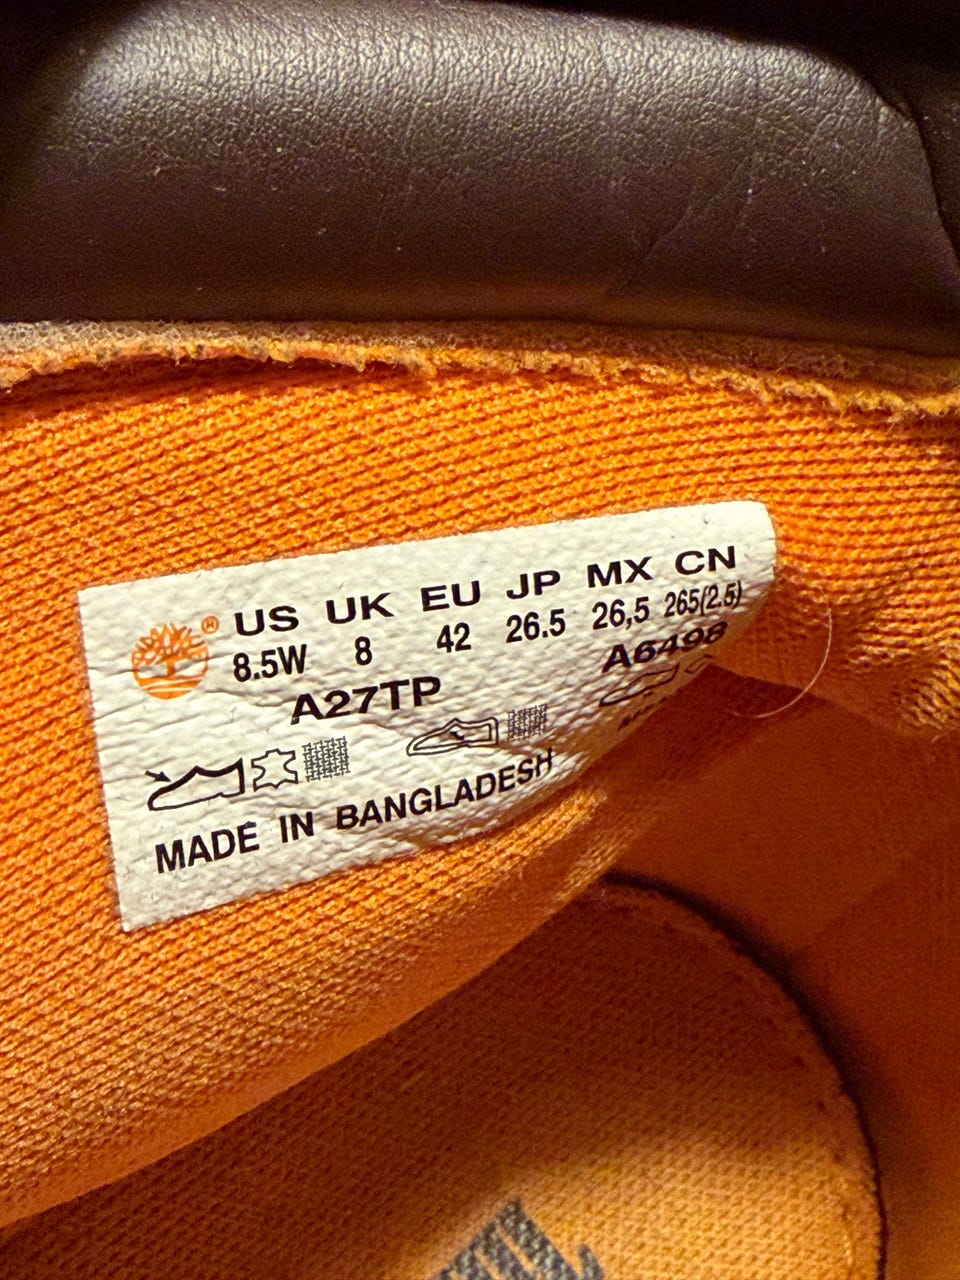 ® US UK EU JP MX CN
8.5W 8 42 26.5 26,5 265(2.5)
A27TP A6498
MADE IN BANGLADESH